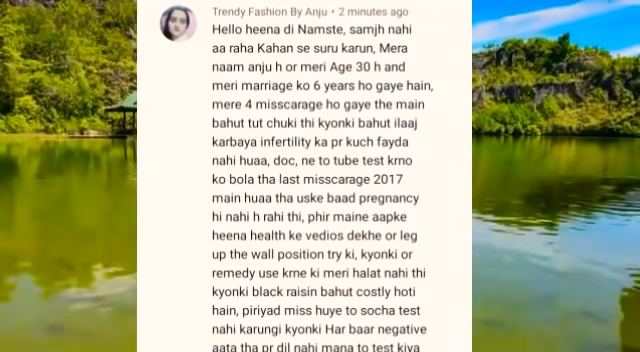 Trendy Fashion By Anju • 2 minutes ago
Hello heena di Namste, samjh nahi
aa raha Kahan se suru karun, Mera
naam anju h or meri Age 30 h and
meri marriage ko 6 years ho gaye hain,
mere 4 misscarage ho gaye the main
bahut tut chuki thi kyonki bahut ilaaj
karbaya infertility ka pr kuch fayda
nahi huaa, doc, ne to tube test krno
ko bola tha last misscarage 2017
main huaa tha uske baad pregnancy
hi nahi h rahi thi, phir maine aapke
heena health ke vedios dekhe or leg
up the wall position try ki, kyonki or
remedy use krne ki meri halat nahi thi
kyonki black raisin bahut costly hoti
hain, piriyad miss huye to socha test
nahi karungi kyonki Har baar negative
aata tha pr dil nahi mana to test kiya